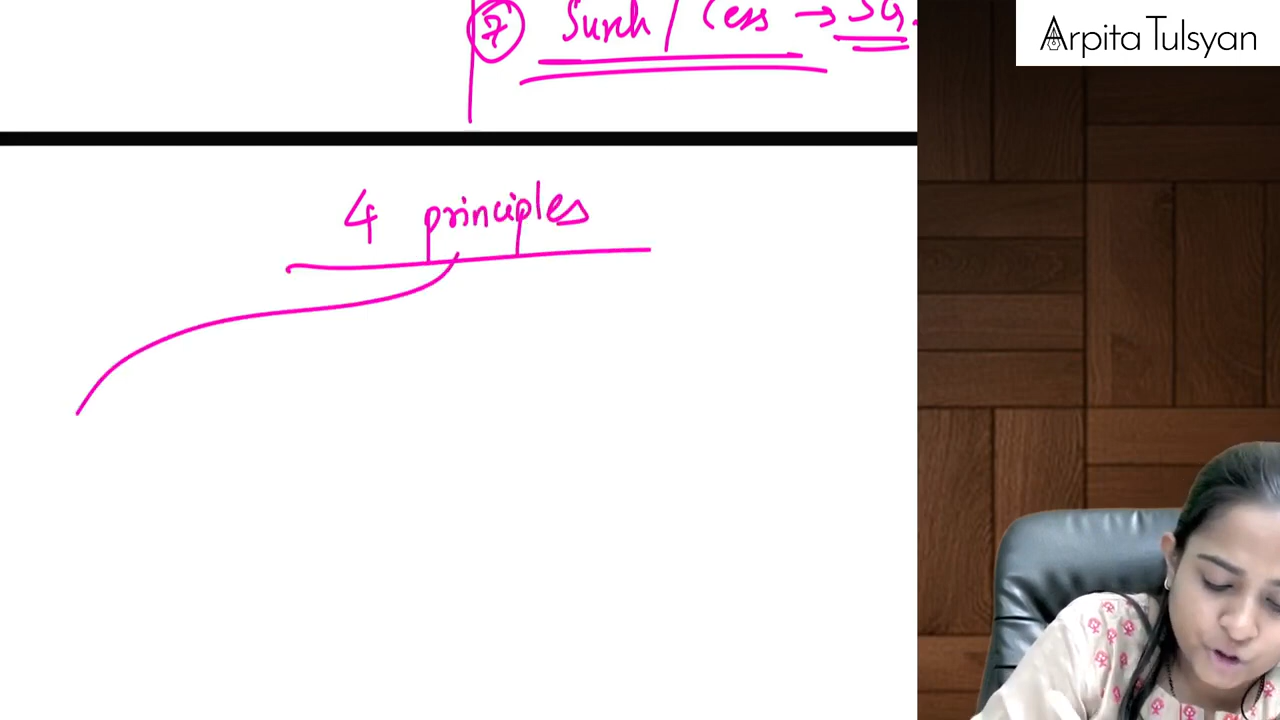 ⑦ Surch / Cess → SG.
Arpita Tulsyan
4 principles